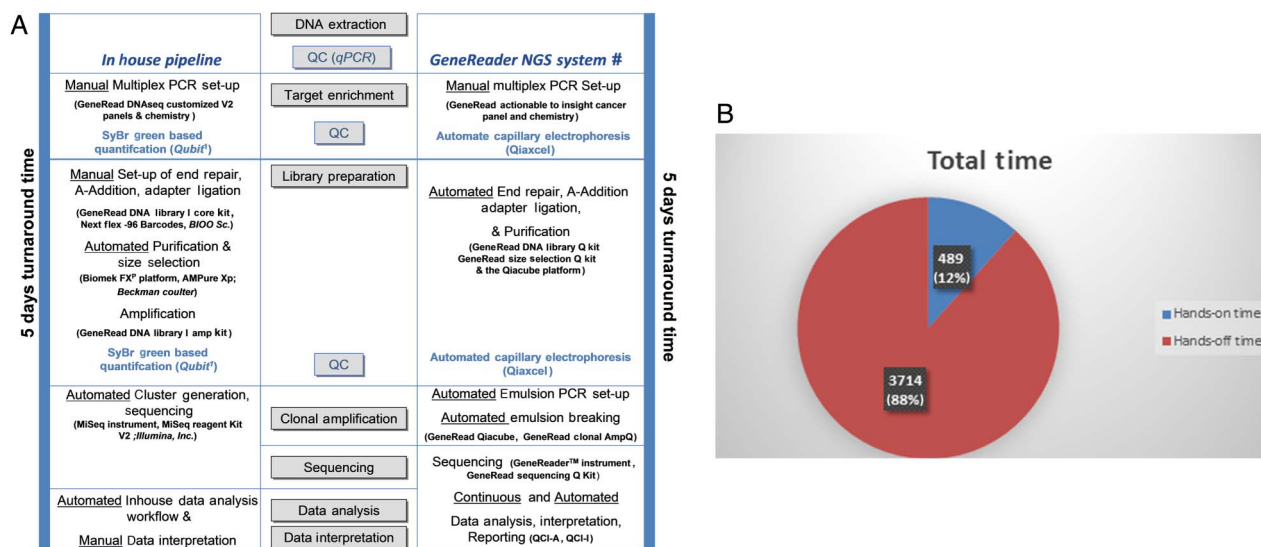 A
5 days turnaround time
In house pipeline
Manual Multiplex PCR set-up
(GeneRead DNAseq customized V2
panels & chemistry )
SyBr green based
quantifcation (Qubit¹)
Manual Set-up of end repair,
A-Addition, adapter ligation
(GeneRead DNA library I core kit,
Next flex -96 Barcodes, BIOO Sc.)
Automated Purification &
size selection
(Biomek FXᴾ platform, AMPure Xp;
Beckman coulter)
Amplification
(GeneRead DNA library I amp kit)
SyBr green based
quantifcation (Qubit¹)
Automated Cluster generation,
sequencing
(MiSeq instrument, MiSeq reagent Kit
V2 ;Illumina, Inc.)
Automated Inhouse data analysis
workflow &
Manual Data interpretation
DNA extraction
QC (qPCR)
Target enrichment
QC
Library preparation
QC
Clonal amplification
Sequencing
Data analysis
Data interpretation
GeneReader NGS system #
Manual multiplex PCR Set-up
(GeneRead actionable to insight cancer
panel and chemistry)
Automate capillary electrophoresis
(Qiaxcel)
Automated End repair, A-Addition
adapter ligation,
& Purification
(GeneRead DNA library Q kit
GeneRead size selection Q kit
& the Qiacube platform)
Automated capillary electrophoresis
(Qiaxcel)
Automated Emulsion PCR set-up
Automated emulsion breaking
(GeneRead Qiacube, GeneRead clonal AmpQ)
Sequencing (GeneReader™ instrument,
GeneRead sequencing Q Kit)
Continuous and Automated
Data analysis, interpretation,
Reporting (QCI-A, QCI-I)
5 days turnaround time
B
Total time
489
(12%)
3714
(88%)
Hands-on time
Hands-off time